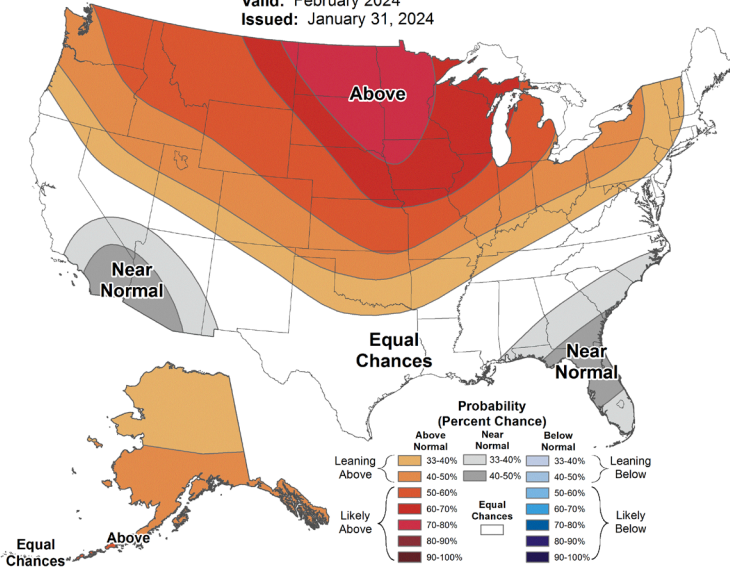 Valid: February 2024
Issued: January 31, 2024
Above
Near
Normal
Equal
Chances
Near
Normal
Above
Equal
Chances
Probability
(Percent Chance)
Above
Normal
Near
Normal
Below
Normal
Leaning
Above
33-40%
33-40%
33-40%
Leaning
Below
40-50%
40-50%
40-50%
Likely
Above
50-60%
60-70%
70-80%
80-90%
90-100%
Equal
Chances
50-60%
60-70%
70-80%
80-90%
90-100%
Likely
Below